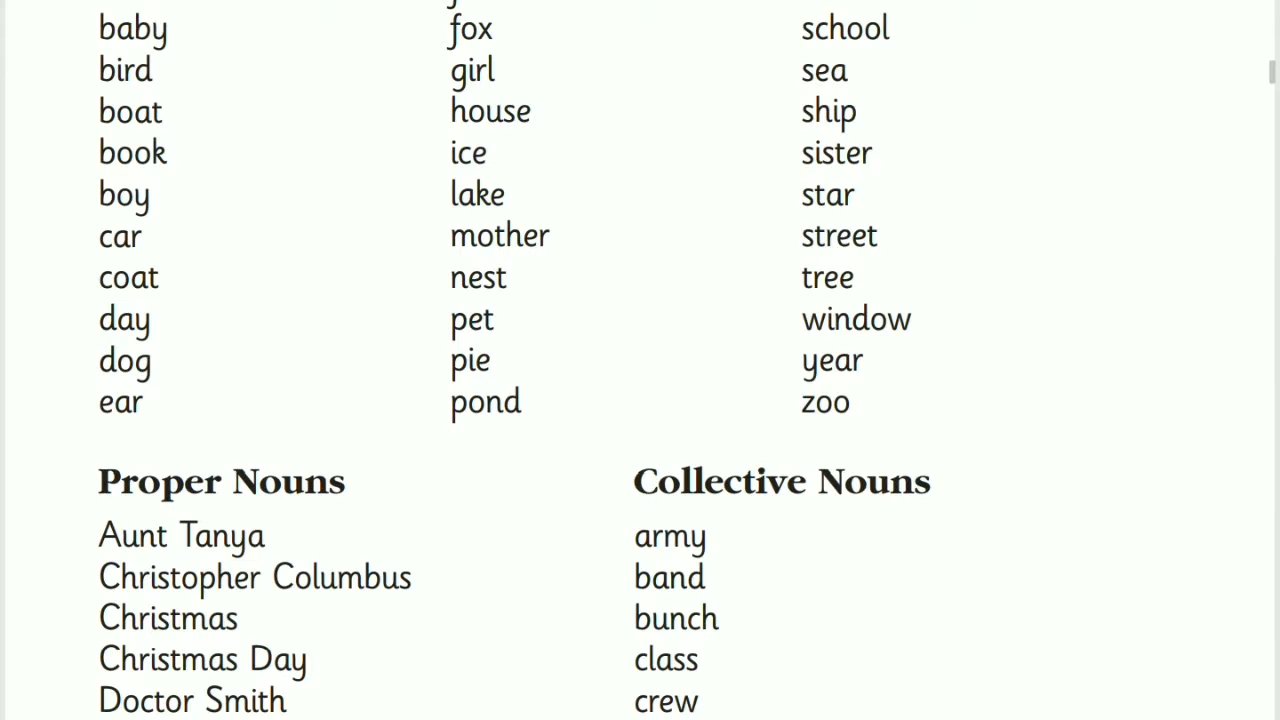 baby
bird
boat
book
boy
car
coat
day
dog
ear
fox
girl
house
ice
lake
mother
nest
pet
pie
pond
school
sea
ship
sister
star
street
tree
window
year
zoo
Proper Nouns
Aunt Tanya
Christopher Columbus
Christmas
Christmas Day
Doctor Smith
Collective Nouns
army
band
bunch
class
crew